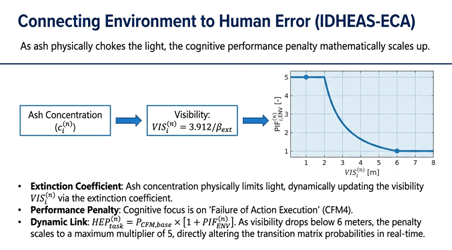 Connecting Environment to Human Error (IDHEAS-ECA)
As ash physically chokes the light, the cognitive performance penalty mathematically scales up.
Ash Concentration
(c_i^{(n)})
Visibility:
VIS_i^{(n)} = 3.912/β_{ext}
PIF_{i,ENV}^{(n)} [-]
5
4
3
2
1
0 1 2 3 4 5 6 7 8
VIS_i^{(n)} [m]
• Extinction Coefficient: Ash concentration physically limits light, dynamically updating the visibility
VIS_i^{(n)} via the extinction coefficient.
• Performance Penalty: Cognitive focus is on 'Failure of Action Execution' (CFM4).
• Dynamic Link: HEP_{task}^{(n)} = P_{CFM,base} × [1 + PIF_{ENV}^{(n)}]. As visibility drops below 6 meters, the penalty
scales to a maximum multiplier of 5, directly altering the transition matrix probabilities in real-time.